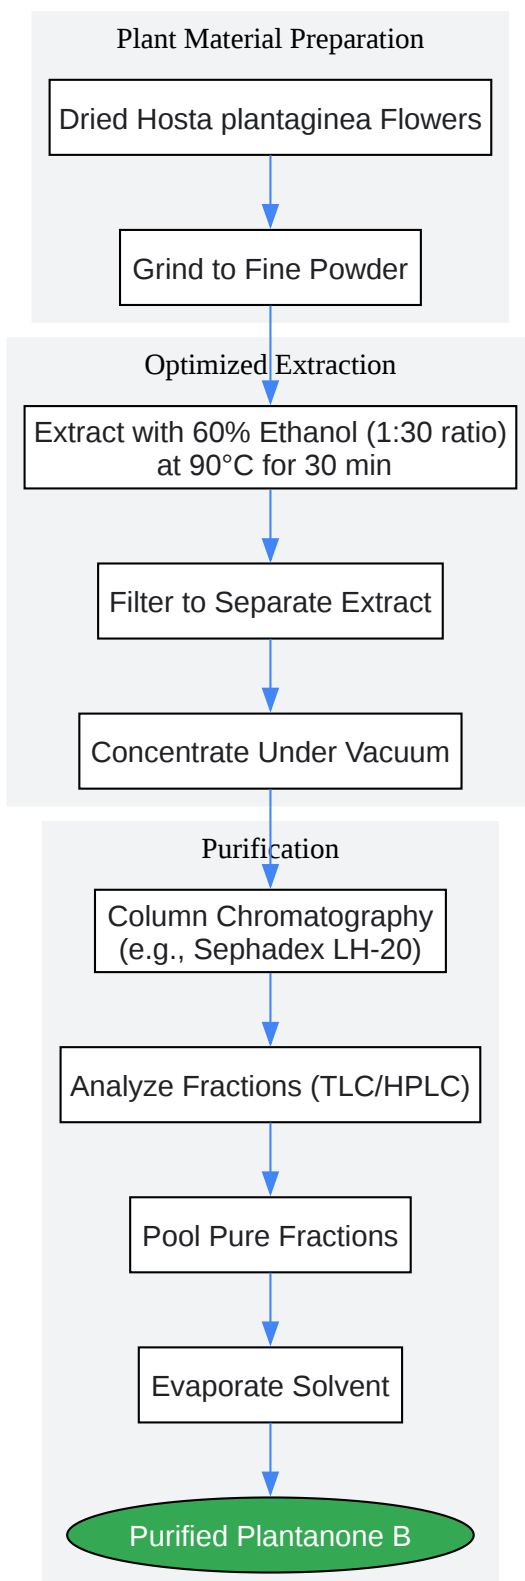 Plant Material Preparation
Dried Hosta plantaginea Flowers
Grind to Fine Powder
Optimized Extraction
Extract with 60% Ethanol (1:30 ratio)
at 90°C for 30 min
Filter to Separate Extract
Concentrate Under Vacuum
Purification
Column Chromatography
(e.g., Sephadex LH-20)
Analyze Fractions (TLC/HPLC)
Pool Pure Fractions
Evaporate Solvent
Purified Plantanone B